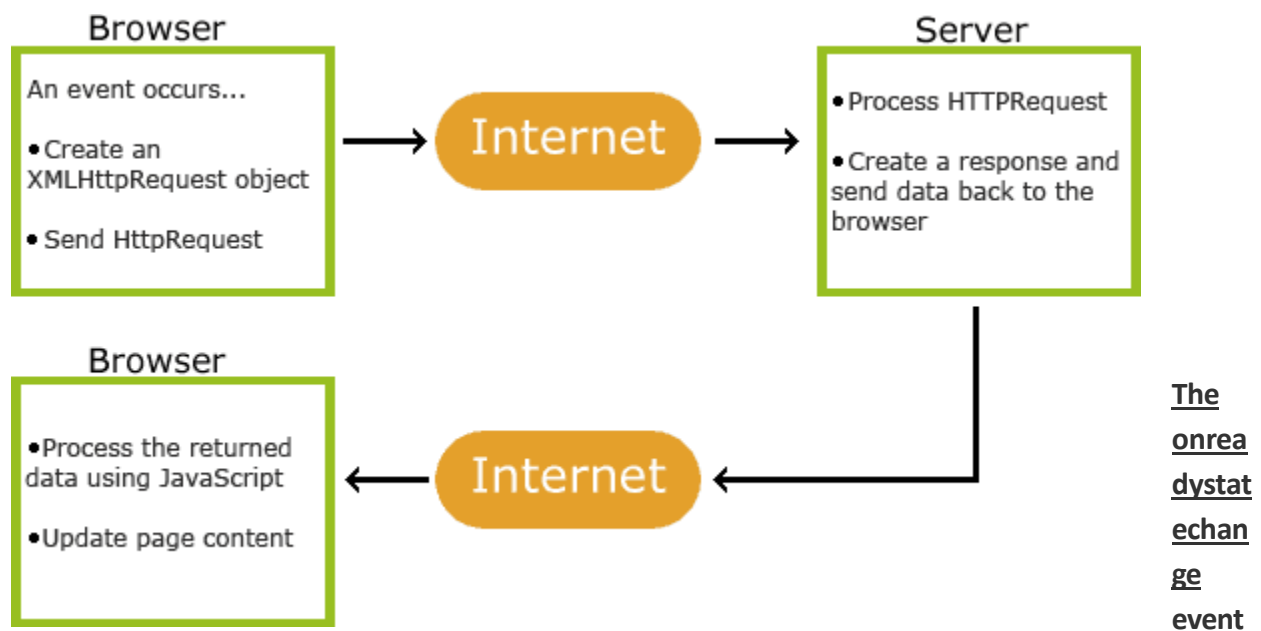 Browser
An event occurs...
•Create an
XMLHttpRequest object
• Send HttpRequest
Internet
Server
•Process HTTPRequest
•Create a response and
send data back to the
browser
Browser
•Process the returned
data using JavaScript
•Update page content
Internet
The
onrea
dystat
echan
ge
event